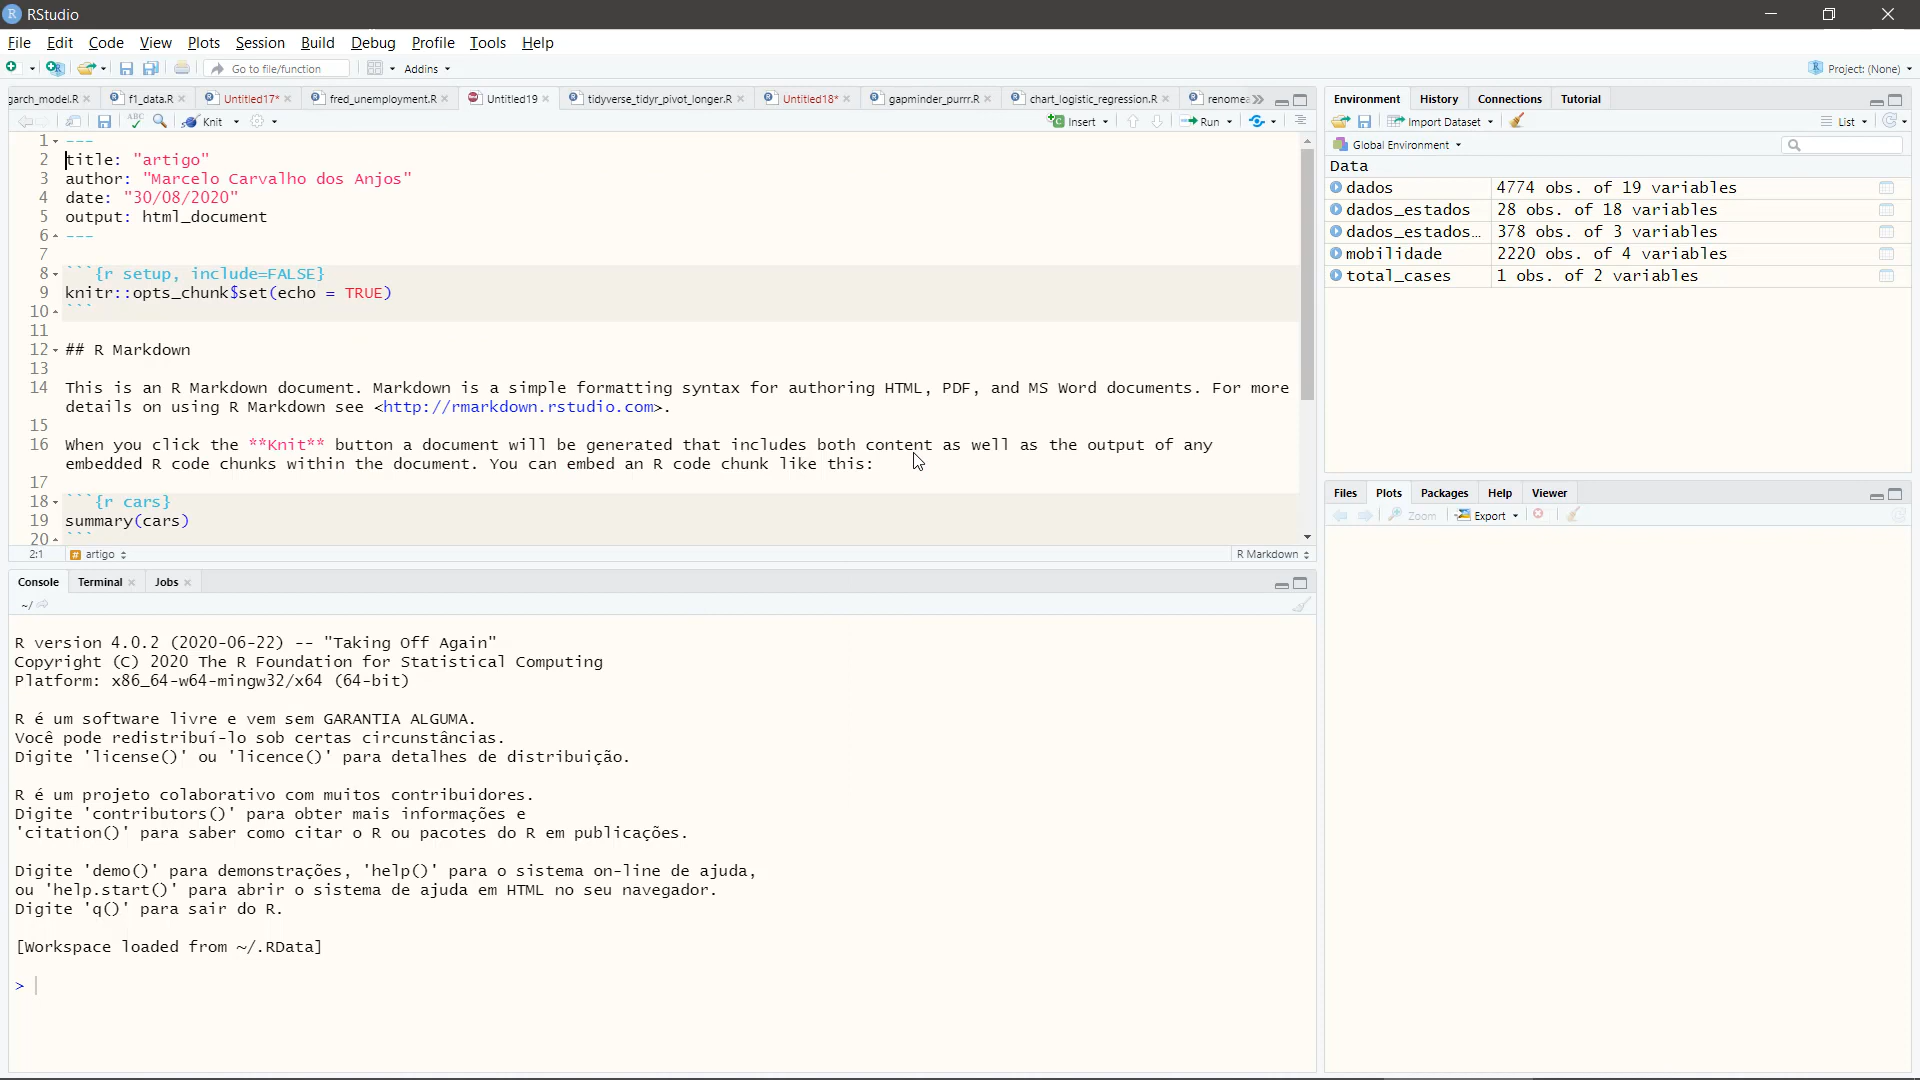 RStudio
File Edit Code View Plots Session Build Debug Profile Tools Help
Go to file/function Addins Project: (None)
garch_model.R f1_data.R Untitled17* fred_unemployment.R Untitled19 tidyverse_tidyr_pivot_longer.R Untitled18* gapminder_purrr.R chart_logistic_regression.R renomea
Knit Insert Run
1 ---
2 title: "artigo"
3 author: "Marcelo Carvalho dos Anjos"
4 date: "30/08/2020"
5 output: html_document
6 ---
7
8 ```{r setup, include=FALSE}
9 knitr::opts_chunk$set(echo = TRUE)
10 ```
11
12 ## R Markdown
13
14 This is an R Markdown document. Markdown is a simple formatting syntax for authoring HTML, PDF, and MS Word documents. For more
details on using R Markdown see <http://rmarkdown.rstudio.com>.
15
16 When you click the **Knit** button a document will be generated that includes both content as well as the output of any
embedded R code chunks within the document. You can embed an R code chunk like this:
17
18 ```{r cars}
19 summary(cars)
20 ```
2:1 artigo R Markdown
Console Terminal Jobs
~/
R version 4.0.2 (2020-06-22) -- "Taking Off Again"
Copyright (C) 2020 The R Foundation for Statistical Computing
Platform: x86_64-w64-mingw32/x64 (64-bit)
R é um software livre e vem sem GARANTIA ALGUMA.
Você pode redistribuí-lo sob certas circunstâncias.
Digite 'license()' ou 'licence()' para detalhes de distribuição.
R é um projeto colaborativo com muitos contribuidores.
Digite 'contributors()' para obter mais informações e
'citation()' para saber como citar o R ou pacotes do R em publicações.
Digite 'demo()' para demonstrações, 'help()' para o sistema on-line de ajuda,
ou 'help.start()' para abrir o sistema de ajuda em HTML no seu navegador.
Digite 'q()' para sair do R.
[Workspace loaded from ~/.RData]
>
Environment History Connections Tutorial
Import Dataset List
Global Environment
Data
dados 4774 obs. of 19 variables
dados_estados 28 obs. of 18 variables
dados_estados… 378 obs. of 3 variables
mobilidade 2220 obs. of 4 variables
total_cases 1 obs. of 2 variables
Files Plots Packages Help Viewer
Zoom Export